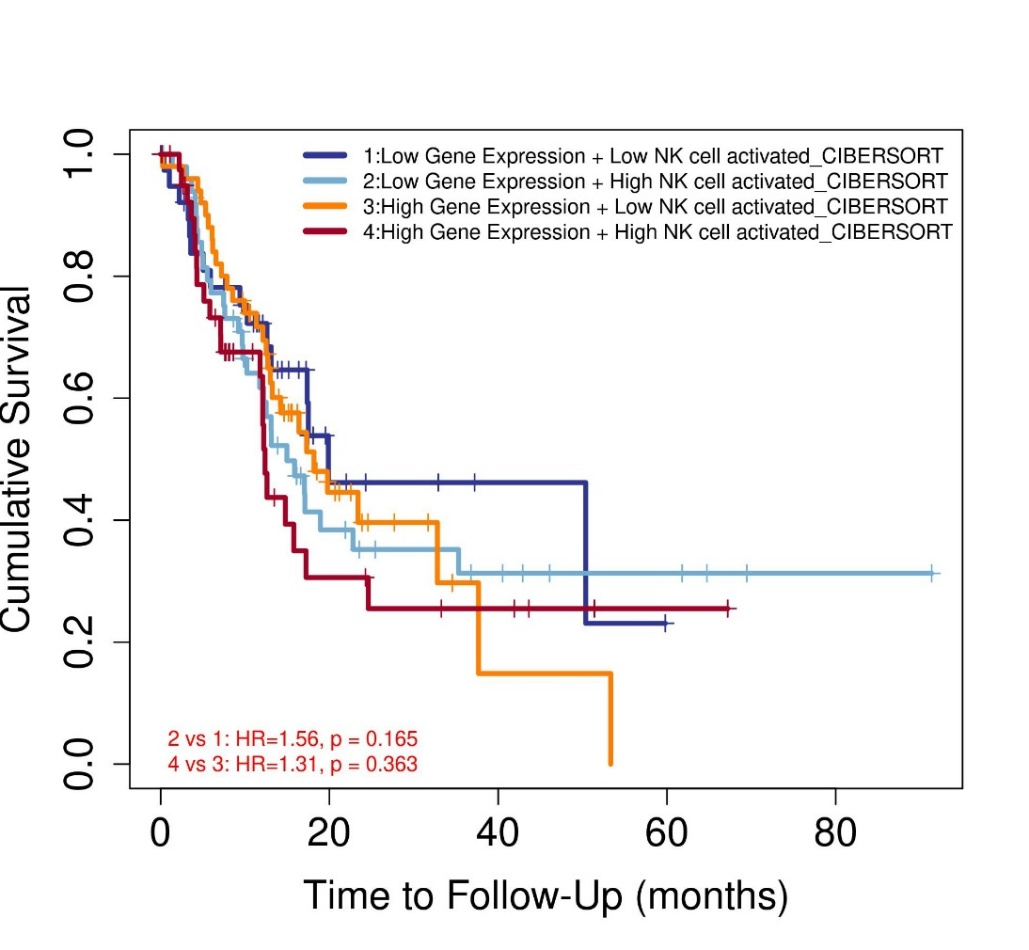 1:Low Gene Expression + Low NK cell activated_CIBERSORT
2:Low Gene Expression + High NK cell activated_CIBERSORT
3:High Gene Expression + Low NK cell activated_CIBERSORT
4:High Gene Expression + High NK cell activated_CIBERSORT
Cumulative Survival
1.0
0.8
0.6
0.4
0.2
0.0
2 vs 1: HR=1.56, p = 0.165
4 vs 3: HR=1.31, p = 0.363
0 20 40 60 80
Time to Follow-Up (months)